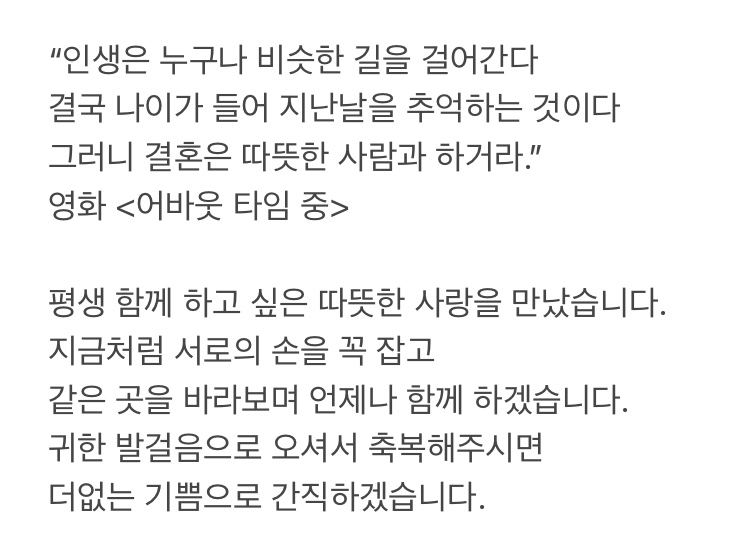 “인생은 누구나 비슷한 길을 걸어간다
결국 나이가 들어 지난날을 추억하는 것이다
그러니 결혼은 따뜻한 사람과 하거라.”
영화 <어바웃 타임 중>
평생 함께 하고 싶은 따뜻한 사랑을 만났습니다.
지금처럼 서로의 손을 꼭 잡고
같은 곳을 바라보며 언제나 함께 하겠습니다.
귀한 발걸음으로 오셔서 축복해주시면
더없는 기쁨으로 간직하겠습니다.